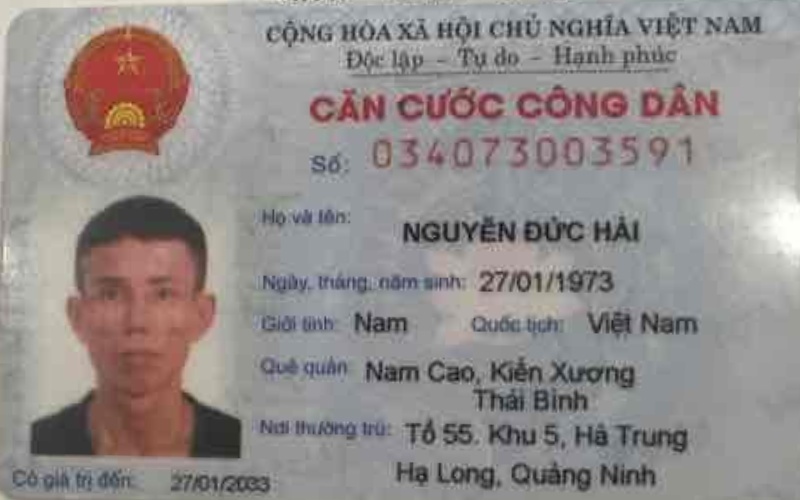 CỘNG HÒA XÃ HỘI CHỦ NGHĨA VIỆT NAM
Độc lập - Tự do - Hạnh phúc
CĂN CƯỚC CÔNG DÂN
Số: 034073003591
Họ và tên: NGUYỄN ĐỨC HẢI
Ngày, tháng, năm sinh: 27/01/1973
Giới tính: Nam Quốc tịch: Việt Nam
Quê quán: Nam Cao, Kiến Xương
Thái Bình
Nơi thường trú: Tổ 55. Khu 5, Hà Trung
Hạ Long, Quảng Ninh
Có giá trị đến: 27/01/2033